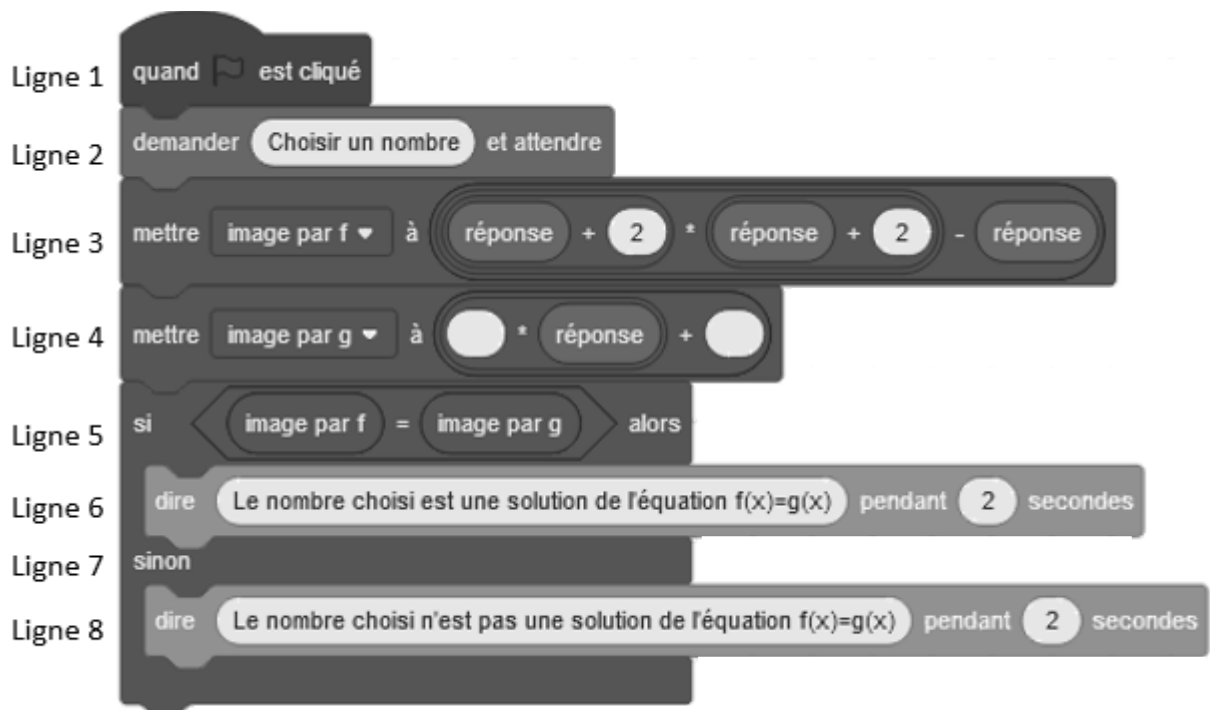 Ligne 1 quand est cliqué
Ligne 2 demander Choisir un nombre et attendre
Ligne 3 mettre image par f à réponse + 2 * réponse + 2 - réponse
Ligne 4 mettre image par g à * réponse +
Ligne 5 si image par f = image par g alors
Ligne 6 dire Le nombre choisi est une solution de l'équation f(x)=g(x) pendant 2 secondes
Ligne 7 sinon
Ligne 8 dire Le nombre choisi n'est pas une solution de l'équation f(x)=g(x) pendant 2 secondes